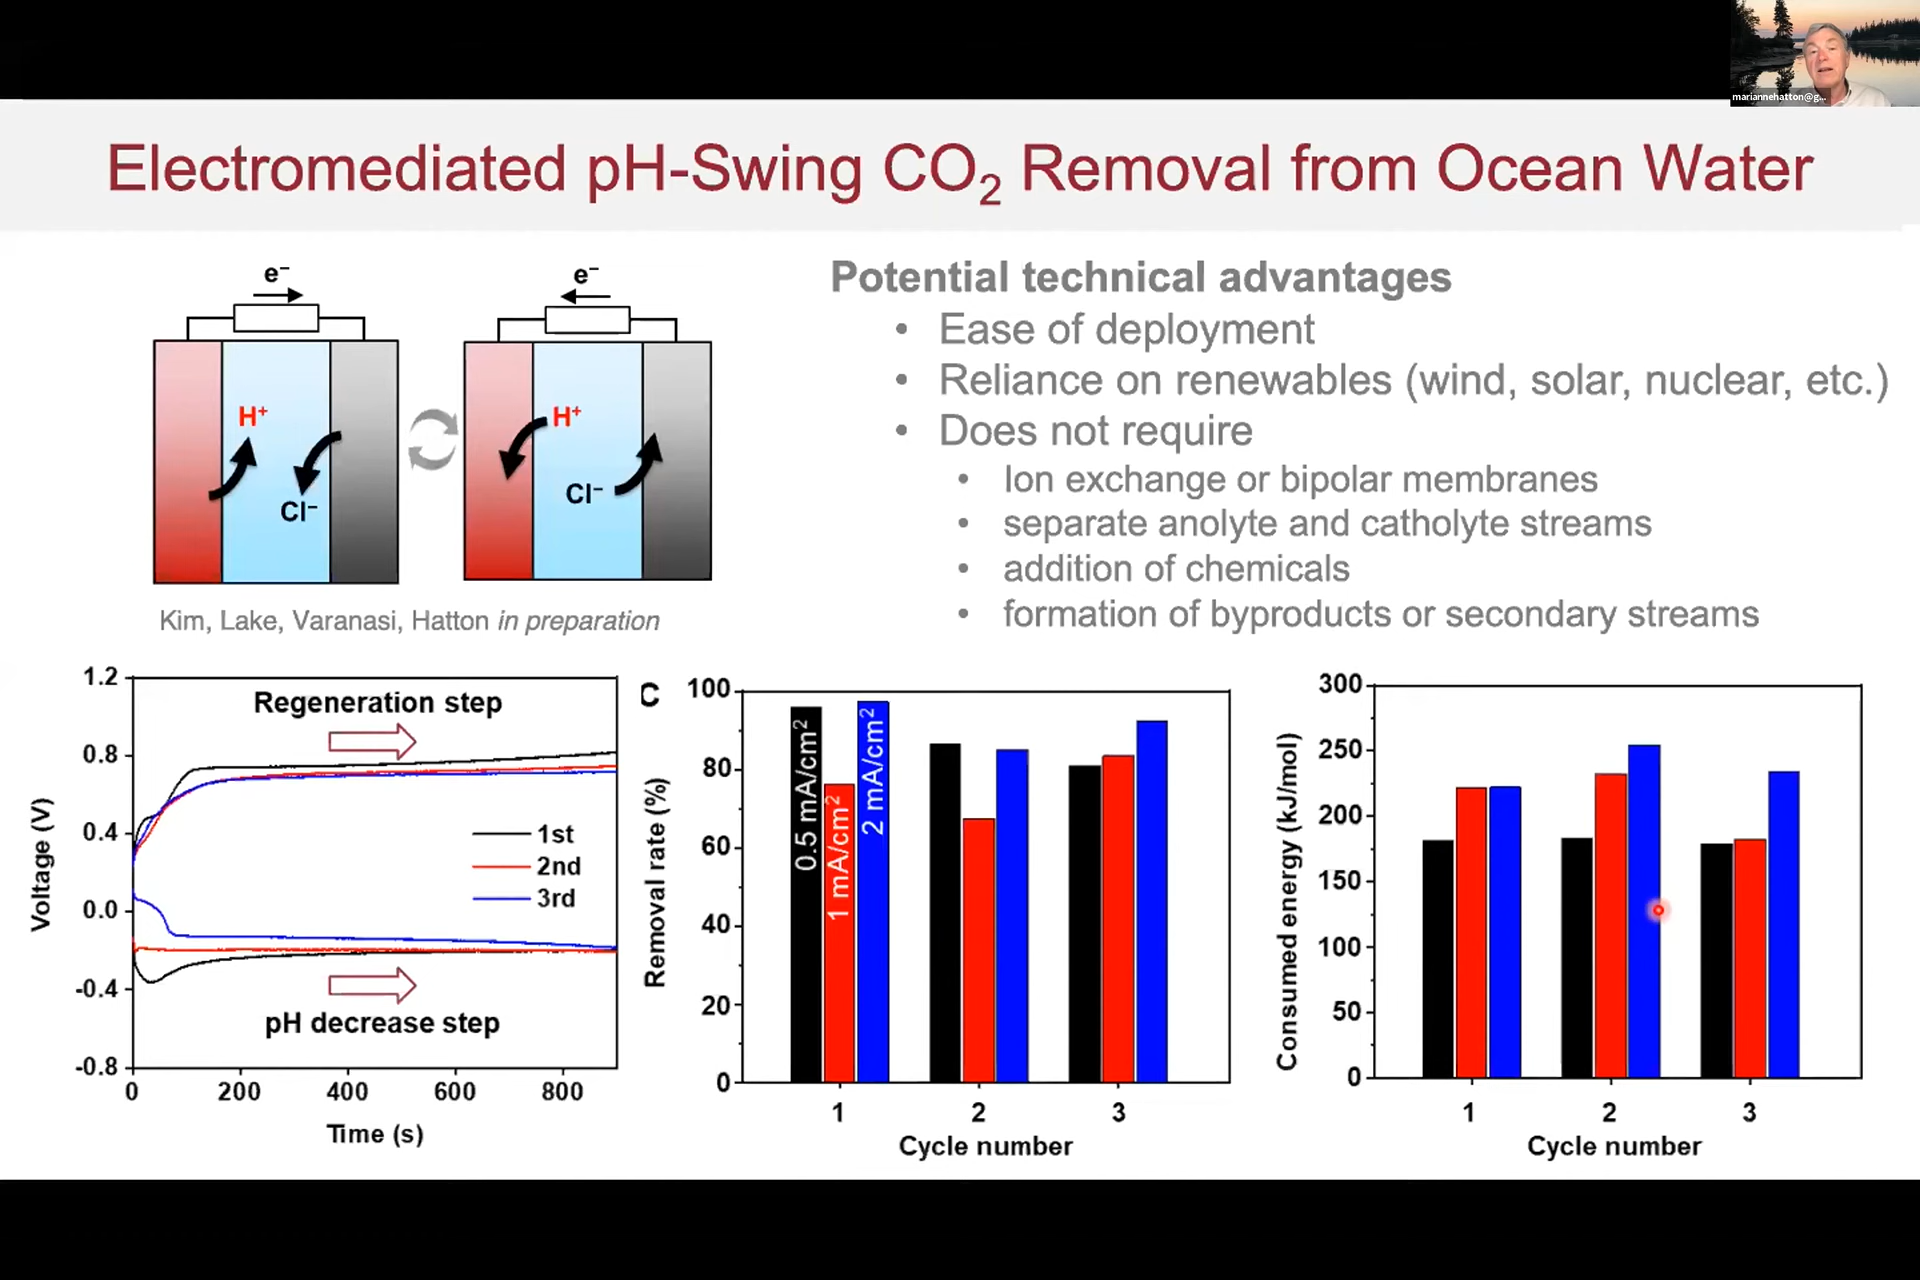 mariannehatton@g...
Electromediated pH-Swing CO₂ Removal from Ocean Water
e⁻
e⁻
H⁺
Cl⁻
H⁺
Cl⁻
Kim, Lake, Varanasi, Hatton in preparation
Potential technical advantages
• Ease of deployment
• Reliance on renewables (wind, solar, nuclear, etc.)
• Does not require
• Ion exchange or bipolar membranes
• separate anolyte and catholyte streams
• addition of chemicals
• formation of byproducts or secondary streams
1.2
0.8
0.4
0.0
-0.4
-0.8
Voltage (V)
Regeneration step
1st
2nd
3rd
pH decrease step
0 200 400 600 800
Time (s)
C
100
80
60
40
20
0
Removal rate (%)
0.5 mA/cm²
1 mA/cm²
2 mA/cm²
1 2 3
Cycle number
300
250
200
150
100
50
0
Consumed energy (kJ/mol)
1 2 3
Cycle number